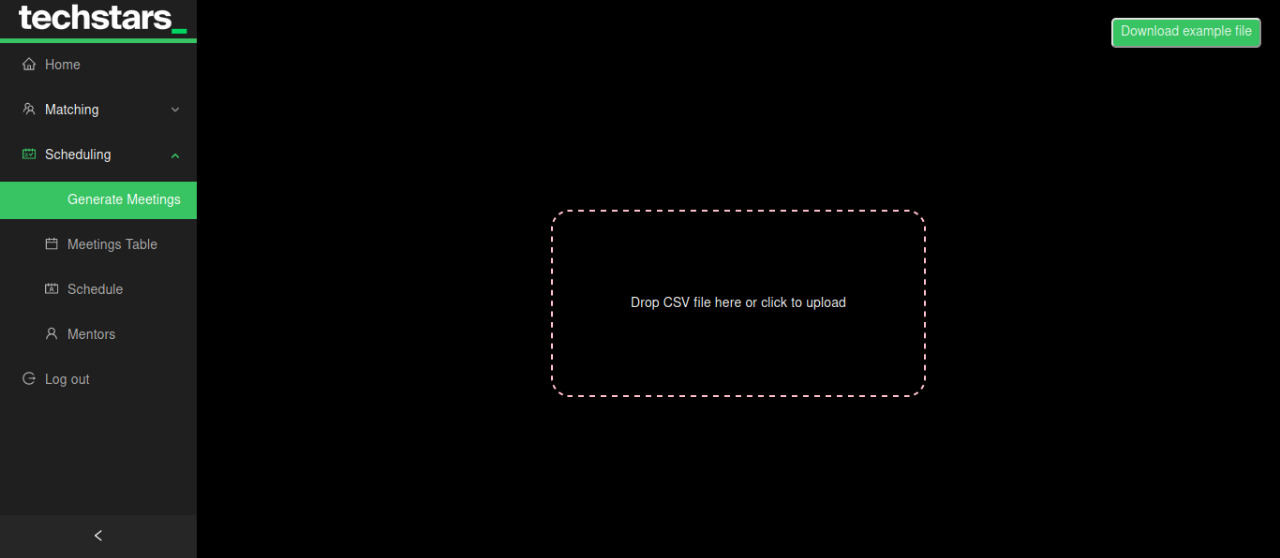 techstars_
Download example file
Home
Matching
Scheduling
Generate Meetings
Meetings Table
Schedule
Mentors
Log out
Drop CSV file here or click to upload